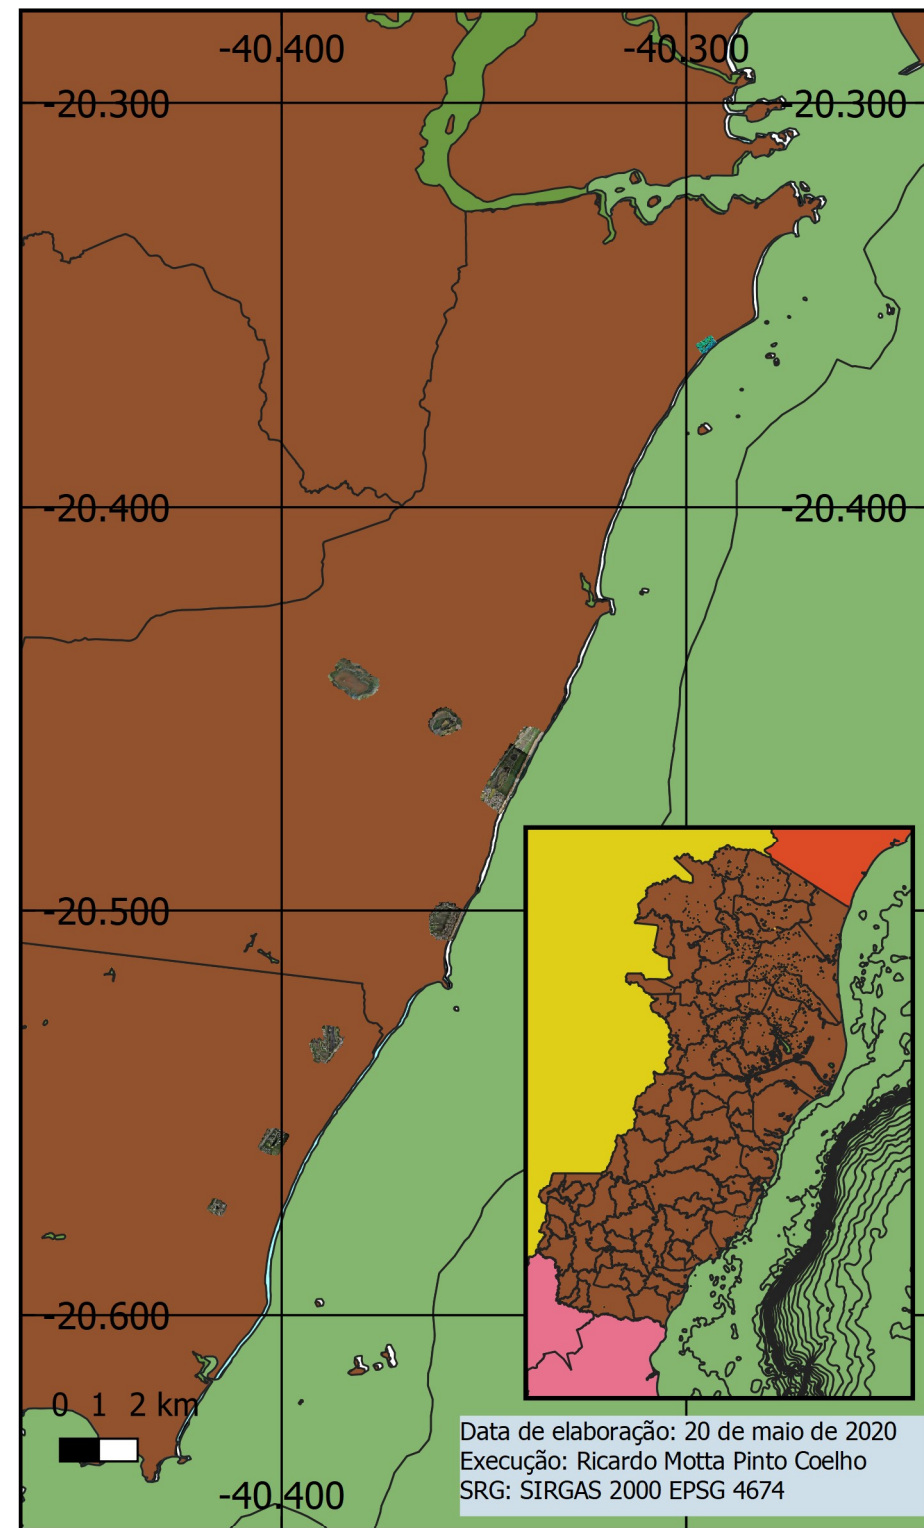 -40.400 -40.300
-20.300 -20.300
-20.400 -20.400
-20.500
-20.600
0 1 2 km
Data de elaboração: 20 de maio de 2020
Execução: Ricardo Motta Pinto Coelho
SRG: SIRGAS 2000 EPSG 4674
-40.400